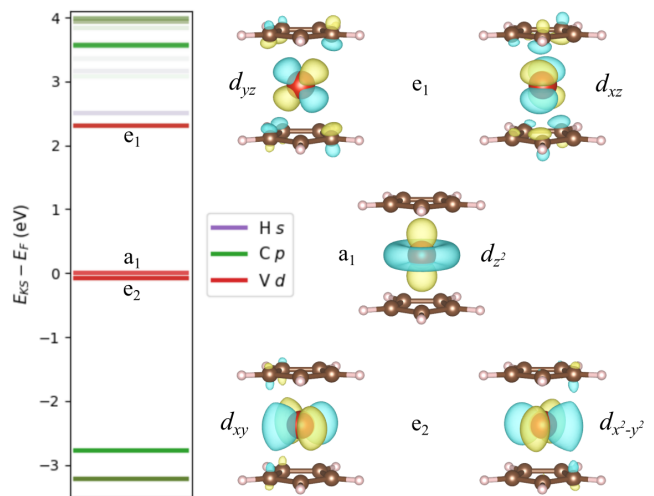 4
3
2
1
0
−1
−2
−3
E_KS − E_F (eV)
e₁
a₁
e₂
H s
C p
V d
d_yz
e₁
d_xz
a₁
d_z²
d_xy
e₂
d_x²-y²